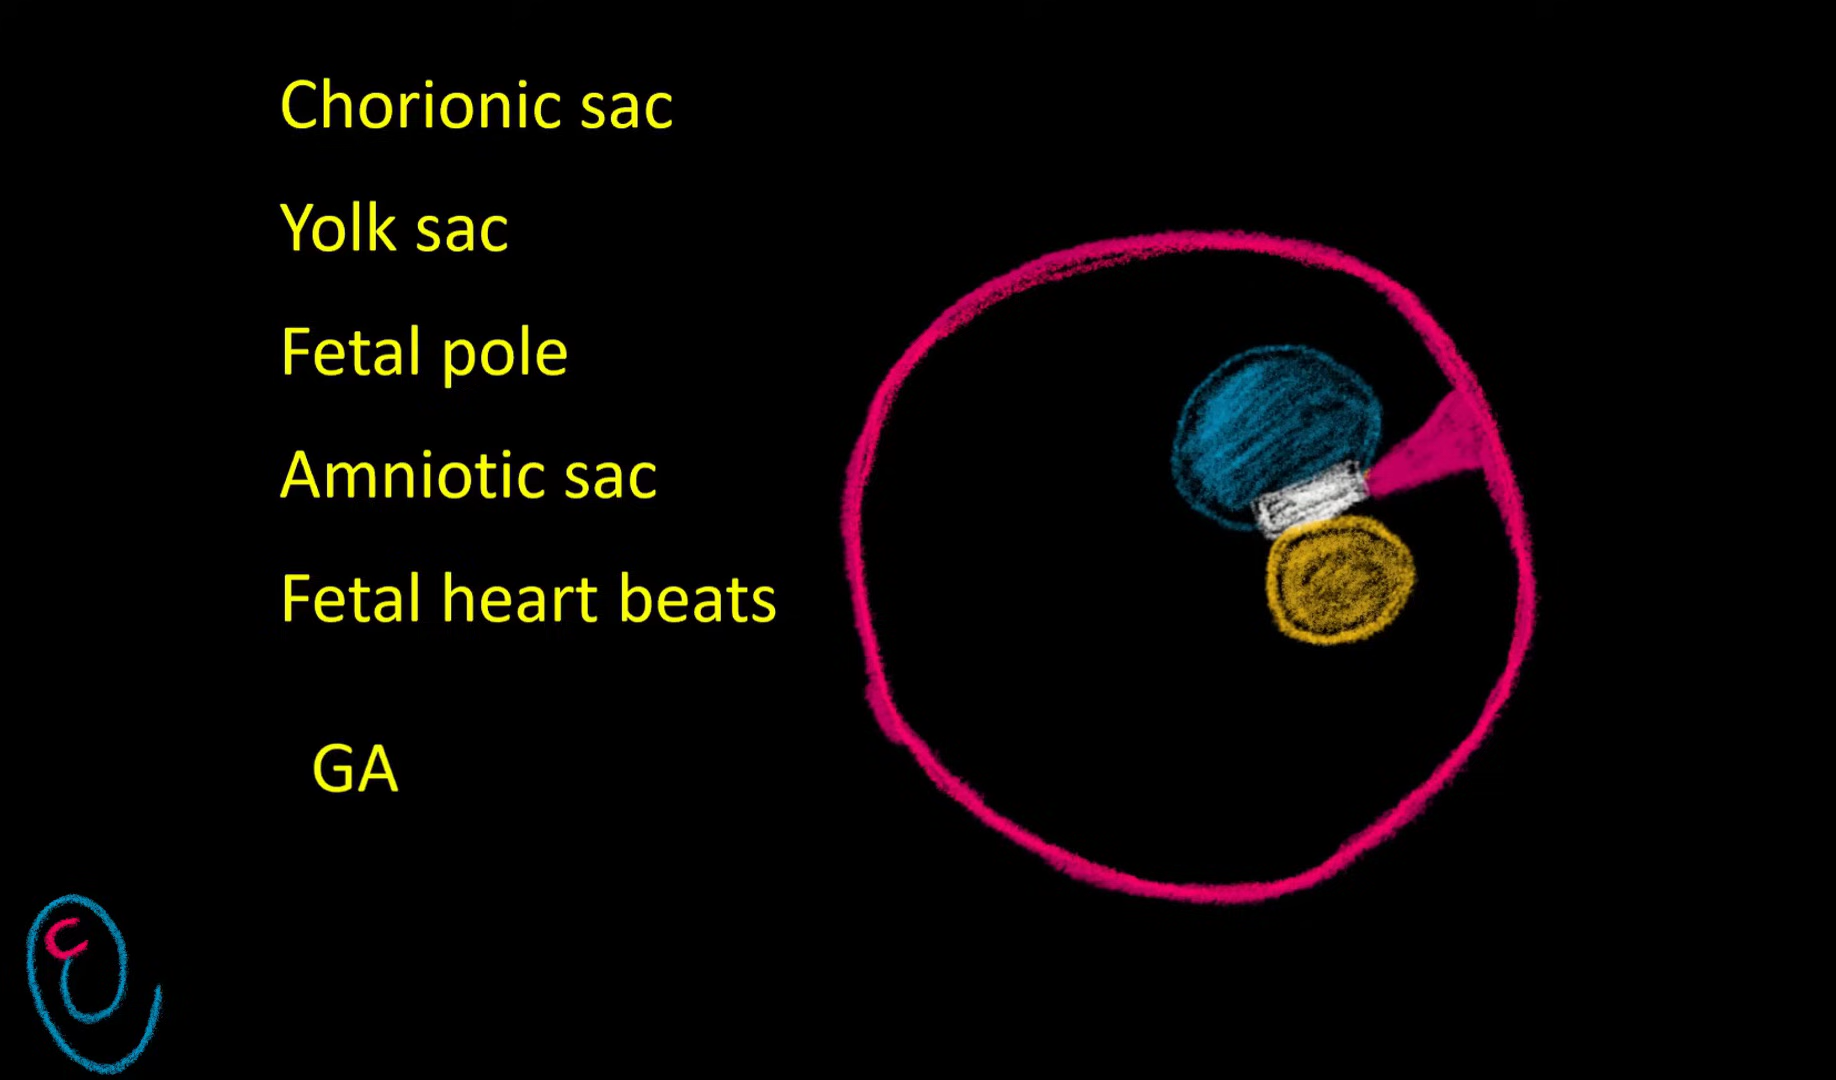 Chorionic sac
Yolk sac
Fetal pole
Amniotic sac
Fetal heart beats
GA